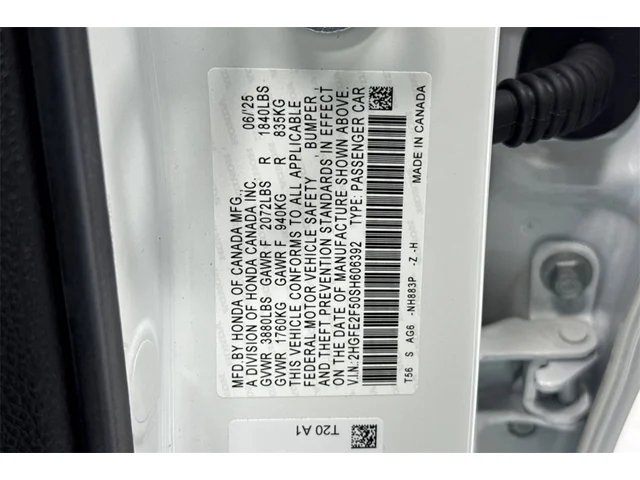 MFD BY HONDA OF CANADA MFG., 06/25
A DIVISION OF HONDA CANADA INC.
GVWR 3880LBS GAWR F 2072LBS R 1840LBS
GVWR 1760KG GAWR F 940KG R 835KG
THIS VEHICLE CONFORMS TO ALL APPLICABLE
FEDERAL MOTOR VEHICLE SAFETY BUMPER,
AND THEFT PREVENTION STANDARDS IN EFFECT
ON THE DATE OF MANUFACTURE SHOWN ABOVE.
V.I.N.:2HGFE2F50SH606392 TYPE: PASSENGER CAR
T56 S AG6 -NH883P -Z -H
MADE IN CANADA
T20 A1